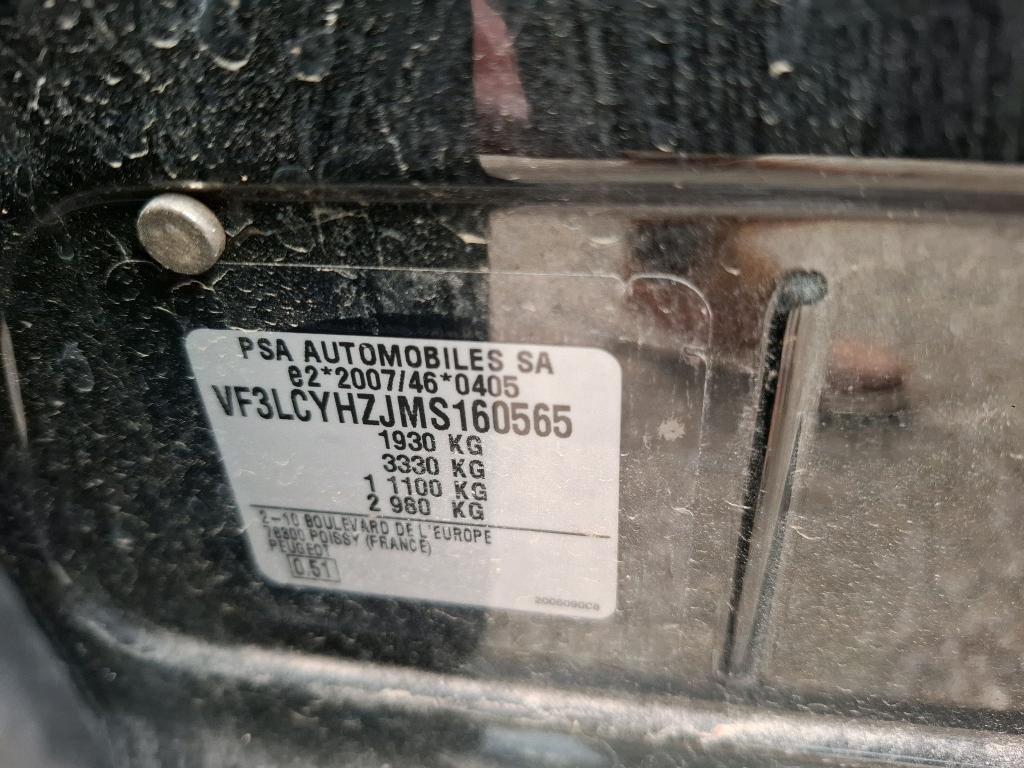 PSA AUTOMOBILES SA
e2*2007/46*0405
VF3LCYHZJMS160565
1930 KG
3330 KG
1 1100 KG
2 980 KG
2-10 BOULEVARD DE L'EUROPE
78300 POISSY (FRANCE)
PEUGEOT
0.51
2006090C8